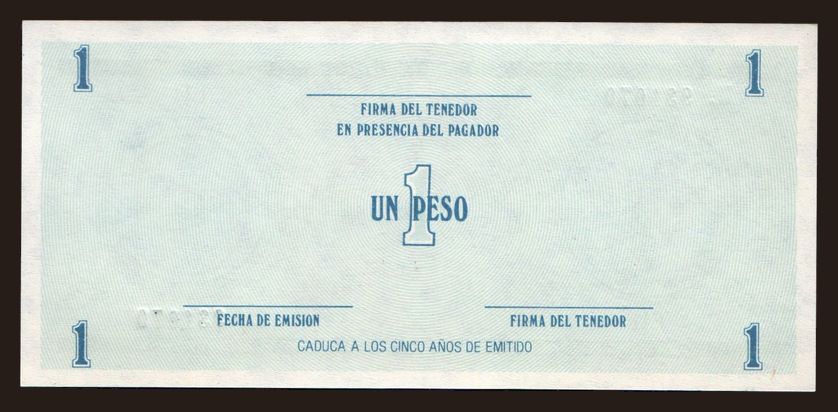 1 1
FIRMA DEL TENEDOR
EN PRESENCIA DEL PAGADOR
1
UN PESO
FECHA DE EMISION
FIRMA DEL TENEDOR
1 1
CADUCA A LOS CINCO AÑOS DE EMITIDO